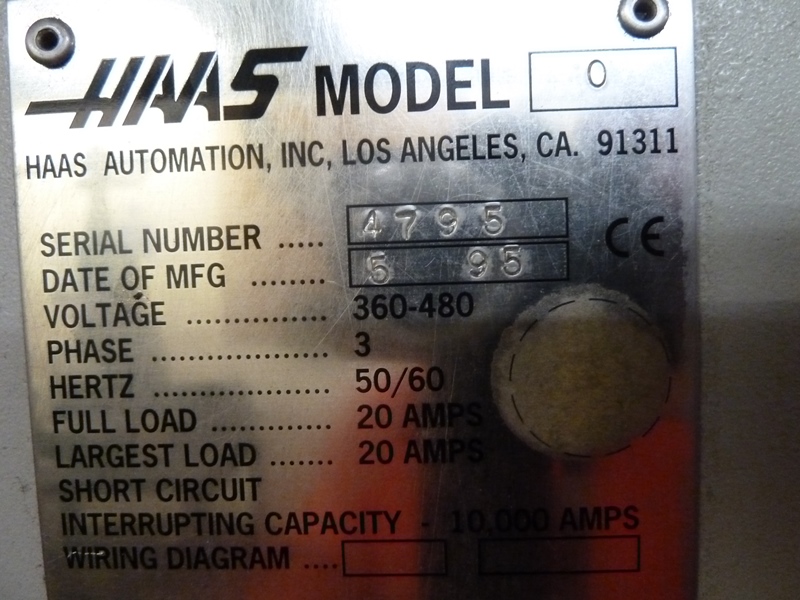 HAAS MODEL 0
HAAS AUTOMATION, INC, LOS ANGELES, CA. 91311
SERIAL NUMBER ..... 4795
CE
DATE OF MFG ........ 5 95
VOLTAGE ................ 360-480
PHASE .................... 3
HERTZ .................... 50/60
FULL LOAD ............. 20 AMPS
LARGEST LOAD ....... 20 AMPS
SHORT CIRCUIT
INTERRUPTING CAPACITY - 10,000 AMPS
WIRING DIAGRAM ....